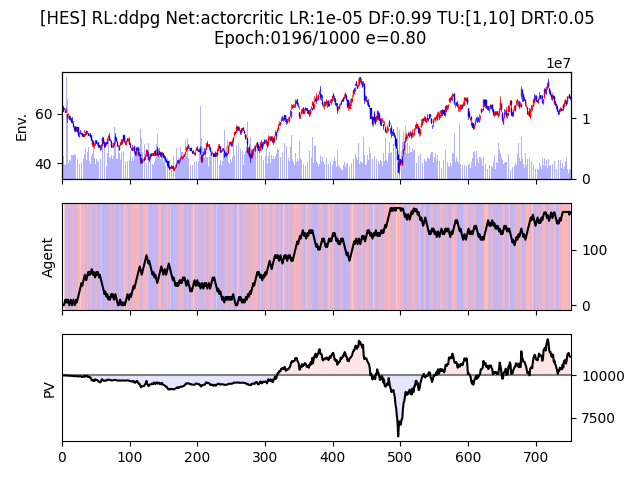 [HES] RL:ddpg Net:actorcritic LR:1e-05 DF:0.99 TU:[1,10] DRT:0.05
Epoch:0196/1000 e=0.80
1e7
Env.
60
40
1
0
Agent
100
0
PV
10000
7500
0 100 200 300 400 500 600 700